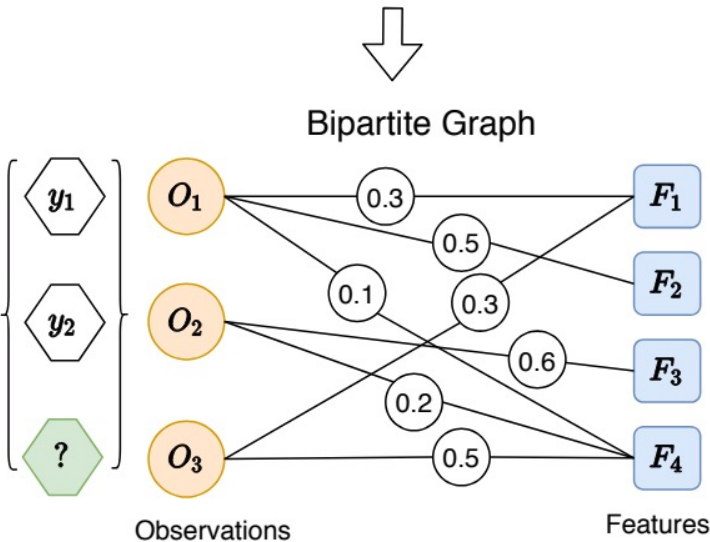 Bipartite Graph
y₁ O₁ 0.3 F₁
0.5
F₂
0.1 0.3
y₂ O₂
0.6 F₃
0.2
? O₃ 0.5 F₄
Observations Features